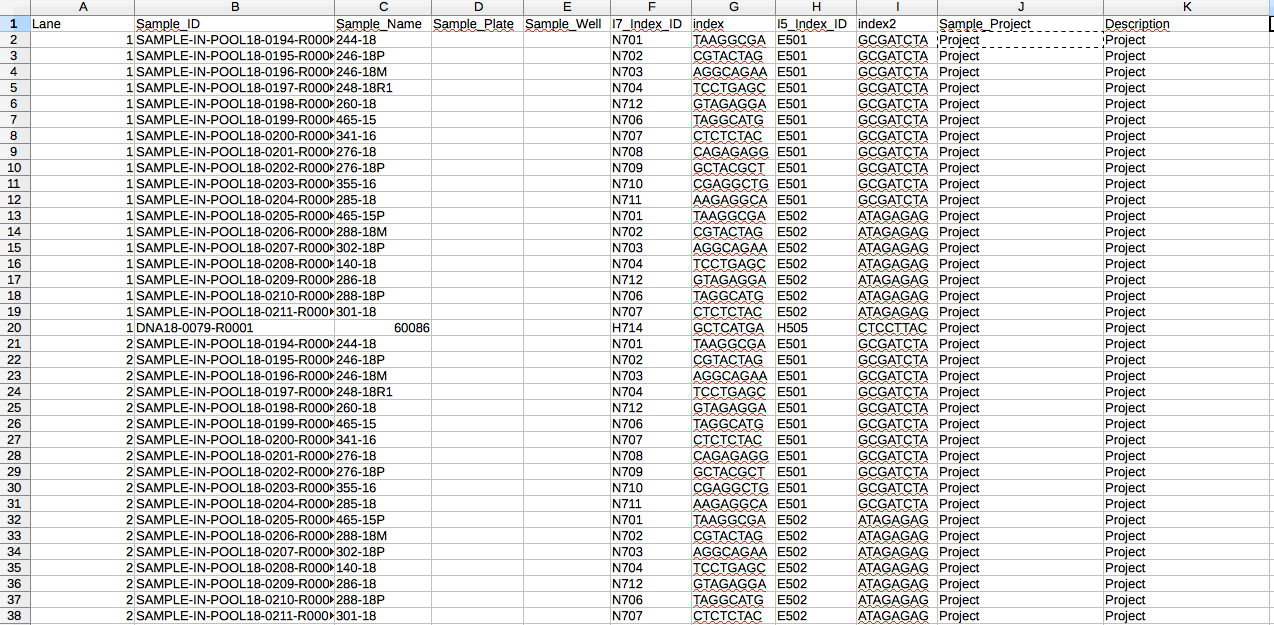 A B C D E F G H I J K
1 Lane Sample_ID Sample_Name Sample_Plate Sample_Well I7_Index_ID index I5_Index_ID index2 Sample_Project Description
2 1 SAMPLE-IN-POOL18-0194-R000 244-18 N701 TAAGGCGA E501 GCGATCTA Project Project
3 1 SAMPLE-IN-POOL18-0195-R000 246-18P N702 CGTACTAG E501 GCGATCTA Project Project
4 1 SAMPLE-IN-POOL18-0196-R000 246-18M N703 AGGCAGAA E501 GCGATCTA Project Project
5 1 SAMPLE-IN-POOL18-0197-R000 248-18R1 N704 TCCTGAGC E501 GCGATCTA Project Project
6 1 SAMPLE-IN-POOL18-0198-R000 260-18 N712 GTAGAGGA E501 GCGATCTA Project Project
7 1 SAMPLE-IN-POOL18-0199-R000 465-15 N706 TAGGCATG E501 GCGATCTA Project Project
8 1 SAMPLE-IN-POOL18-0200-R000 341-16 N707 CTCTCTAC E501 GCGATCTA Project Project
9 1 SAMPLE-IN-POOL18-0201-R000 276-18 N708 CAGAGAGG E501 GCGATCTA Project Project
10 1 SAMPLE-IN-POOL18-0202-R000 276-18P N709 GCTACGCT E501 GCGATCTA Project Project
11 1 SAMPLE-IN-POOL18-0203-R000 355-16 N710 CGAGGCTG E501 GCGATCTA Project Project
12 1 SAMPLE-IN-POOL18-0204-R000 285-18 N711 AAGAGGCA E501 GCGATCTA Project Project
13 1 SAMPLE-IN-POOL18-0205-R000 465-15P N701 TAAGGCGA E502 ATAGAGAG Project Project
14 1 SAMPLE-IN-POOL18-0206-R000 288-18M N702 CGTACTAG E502 ATAGAGAG Project Project
15 1 SAMPLE-IN-POOL18-0207-R000 302-18P N703 AGGCAGAA E502 ATAGAGAG Project Project
16 1 SAMPLE-IN-POOL18-0208-R000 140-18 N704 TCCTGAGC E502 ATAGAGAG Project Project
17 1 SAMPLE-IN-POOL18-0209-R000 286-18 N712 GTAGAGGA E502 ATAGAGAG Project Project
18 1 SAMPLE-IN-POOL18-0210-R000 288-18P N706 TAGGCATG E502 ATAGAGAG Project Project
19 1 SAMPLE-IN-POOL18-0211-R000 301-18 N707 CTCTCTAC E502 ATAGAGAG Project Project
20 1 DNA18-0079-R0001 60086 H714 GCTCATGA H505 CTCCTTAC Project Project
21 2 SAMPLE-IN-POOL18-0194-R000 244-18 N701 TAAGGCGA E501 GCGATCTA Project Project
22 2 SAMPLE-IN-POOL18-0195-R000 246-18P N702 CGTACTAG E501 GCGATCTA Project Project
23 2 SAMPLE-IN-POOL18-0196-R000 246-18M N703 AGGCAGAA E501 GCGATCTA Project Project
24 2 SAMPLE-IN-POOL18-0197-R000 248-18R1 N704 TCCTGAGC E501 GCGATCTA Project Project
25 2 SAMPLE-IN-POOL18-0198-R000 260-18 N712 GTAGAGGA E501 GCGATCTA Project Project
26 2 SAMPLE-IN-POOL18-0199-R000 465-15 N706 TAGGCATG E501 GCGATCTA Project Project
27 2 SAMPLE-IN-POOL18-0200-R000 341-16 N707 CTCTCTAC E501 GCGATCTA Project Project
28 2 SAMPLE-IN-POOL18-0201-R000 276-18 N708 CAGAGAGG E501 GCGATCTA Project Project
29 2 SAMPLE-IN-POOL18-0202-R000 276-18P N709 GCTACGCT E501 GCGATCTA Project Project
30 2 SAMPLE-IN-POOL18-0203-R000 355-16 N710 CGAGGCTG E501 GCGATCTA Project Project
31 2 SAMPLE-IN-POOL18-0204-R000 285-18 N711 AAGAGGCA E501 GCGATCTA Project Project
32 2 SAMPLE-IN-POOL18-0205-R000 465-15P N701 TAAGGCGA E502 ATAGAGAG Project Project
33 2 SAMPLE-IN-POOL18-0206-R000 288-18M N702 CGTACTAG E502 ATAGAGAG Project Project
34 2 SAMPLE-IN-POOL18-0207-R000 302-18P N703 AGGCAGAA E502 ATAGAGAG Project Project
35 2 SAMPLE-IN-POOL18-0208-R000 140-18 N704 TCCTGAGC E502 ATAGAGAG Project Project
36 2 SAMPLE-IN-POOL18-0209-R000 286-18 N712 GTAGAGGA E502 ATAGAGAG Project Project
37 2 SAMPLE-IN-POOL18-0210-R000 288-18P N706 TAGGCATG E502 ATAGAGAG Project Project
38 2 SAMPLE-IN-POOL18-0211-R000 301-18 N707 CTCTCTAC E502 ATAGAGAG Project Project